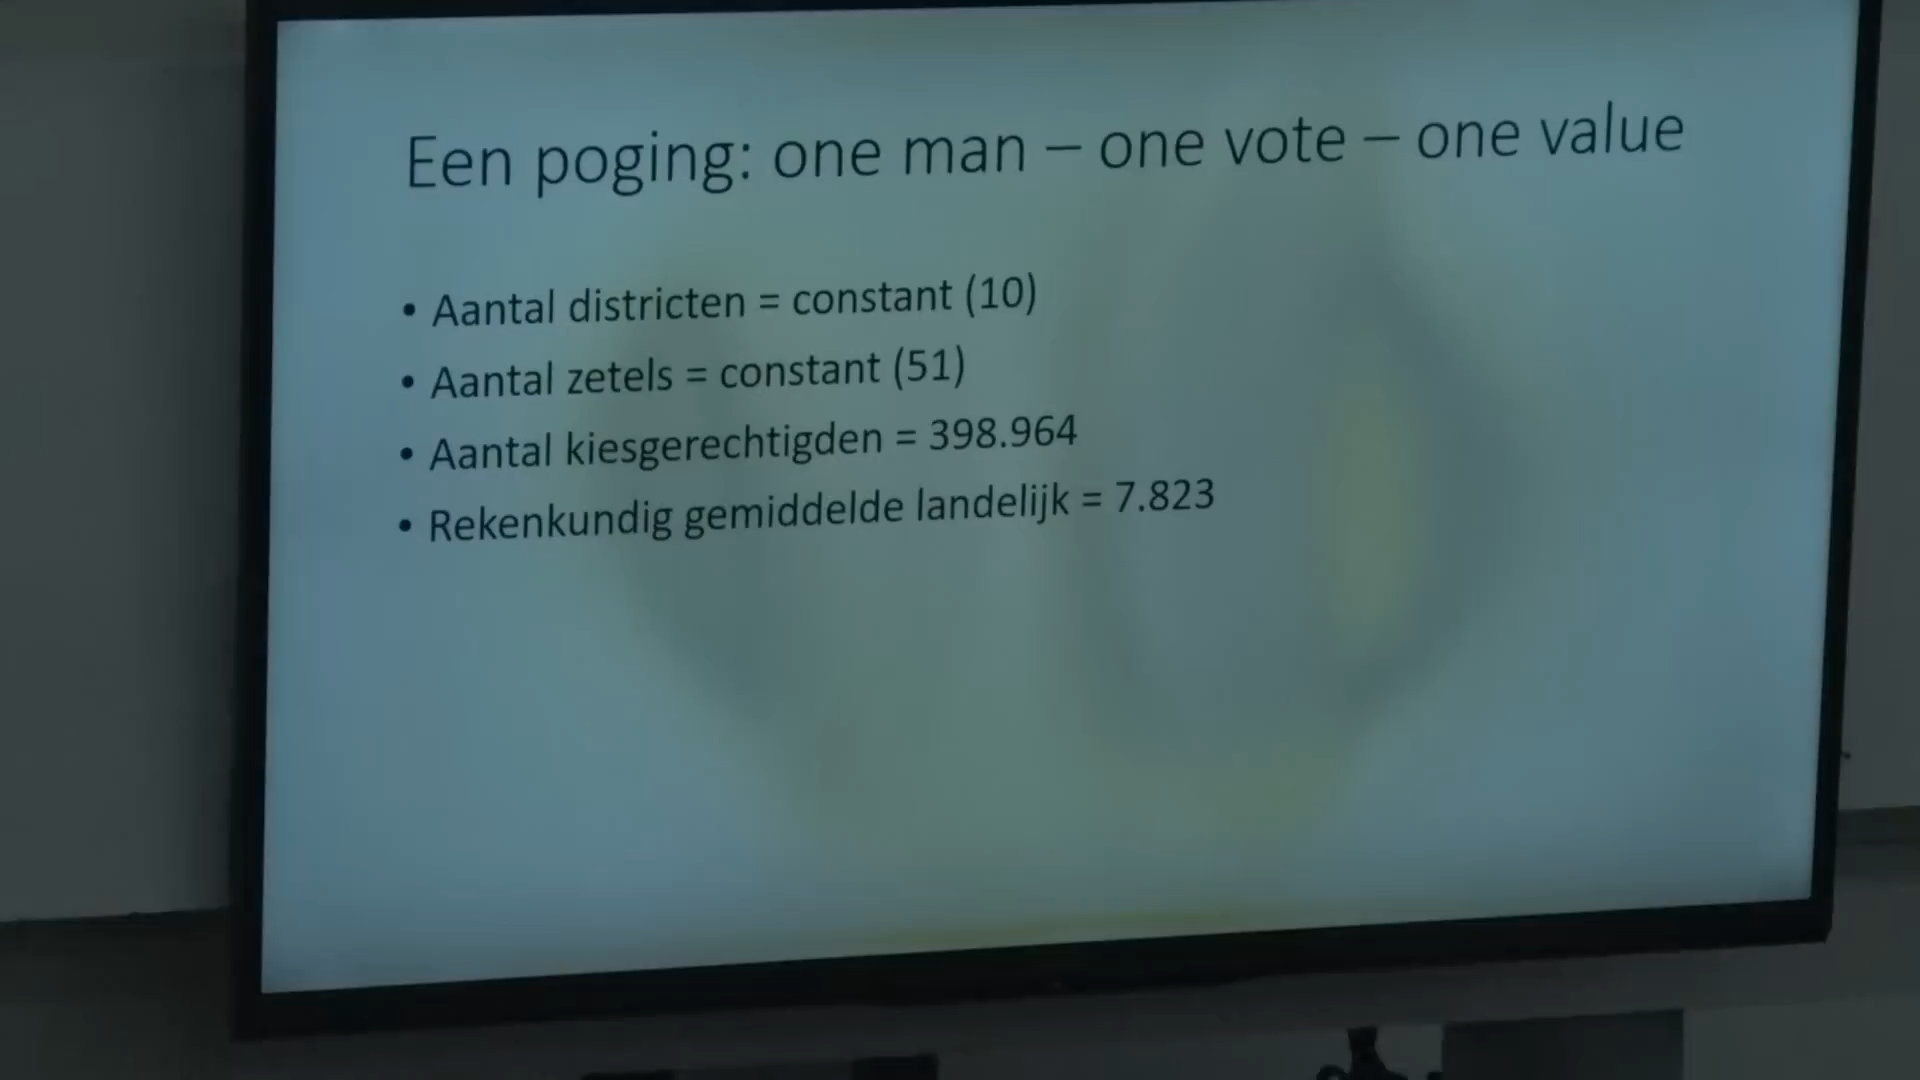 Een poging: one man – one vote – one value
• Aantal districten = constant (10)
• Aantal zetels = constant (51)
• Aantal kiesgerechtigden = 398.964
• Rekenkundig gemiddelde landelijk = 7.823